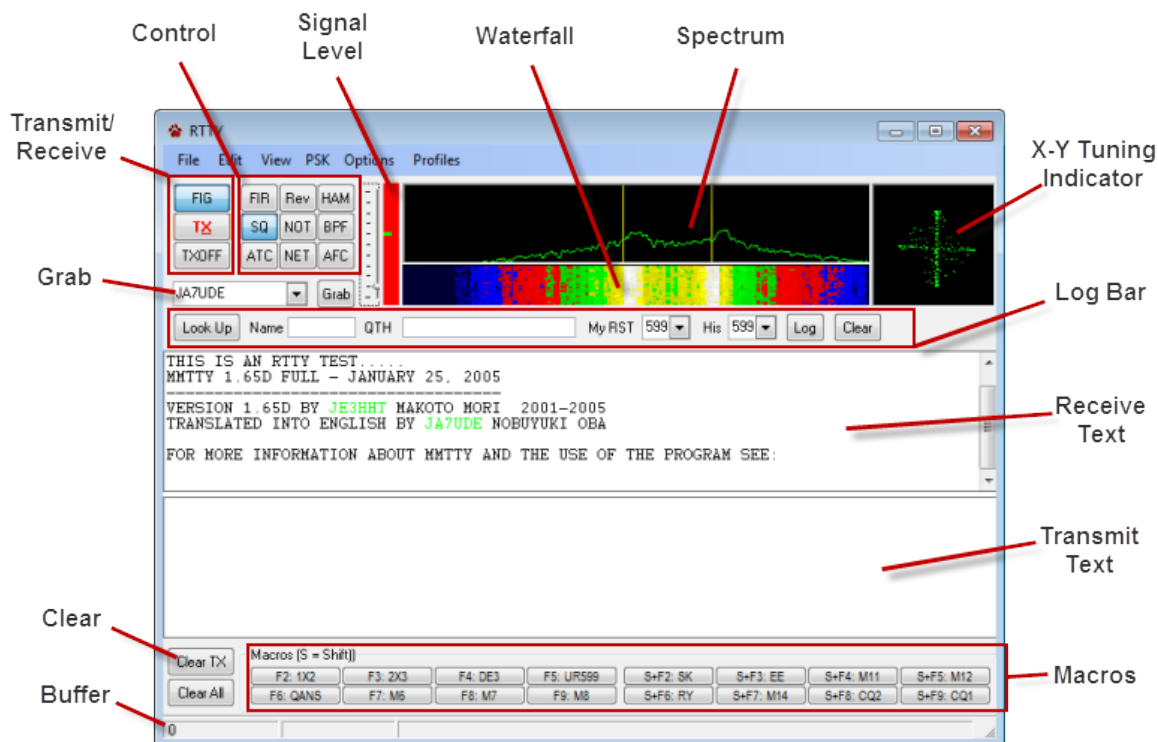 Control
Signal
Level
Waterfall
Spectrum
Transmit/
Receive
X-Y Tuning
Indicator
RTTY
File Edit View PSK Options Profiles
FIG FIR Rev HAM
TX SQ NOT BPF
TXOFF ATC NET AFC
Grab
JA7UDE Grab
Log Bar
Look Up Name QTH My RST 599 His 599 Log Clear
THIS IS AN RTTY TEST.....
MMTTY 1.65D FULL - JANUARY 25, 2005
------------------------------------
VERSION 1.65D BY JE3HHT MAKOTO MORI 2001-2005
TRANSLATED INTO ENGLISH BY JA7UDE NOBUYUKI OBA
FOR MORE INFORMATION ABOUT MMTTY AND THE USE OF THE PROGRAM SEE:
Receive
Text
Transmit
Text
Clear
Clear TX
Macros (S = Shift))
F2: 1X2 F3: 2X3 F4: DE3 F5: UR599 S+F2: SK S+F3: EE S+F4: M11 S+F5: M12
Clear All
F6: QANS F7: M6 F8: M7 F9: M8 S+F6: RY S+F7: M14 S+F8: CQ2 S+F9: CQ1
Macros
Buffer
0